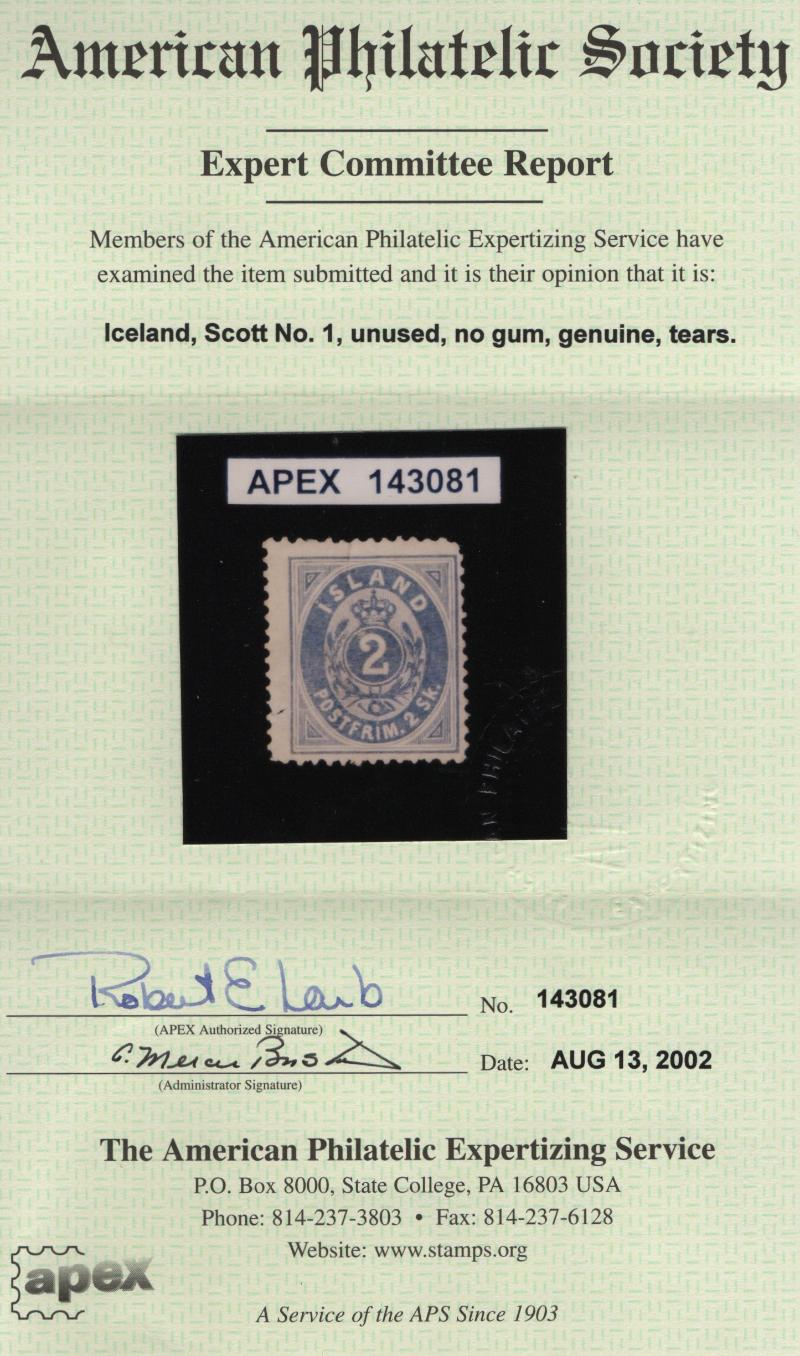 American Philatelic Society
Expert Committee Report
Members of the American Philatelic Expertizing Service have
examined the item submitted and it is their opinion that it is:
Iceland, Scott No. 1, unused, no gum, genuine, tears.
APEX 143081
ISLAND
2
POSTFRIM. 2 Sk.
AN PHILAT
Robert E Lamb
(APEX Authorized Signature)
No. 143081
C. Mercer
(Administrator Signature)
Date: AUG 13, 2002
The American Philatelic Expertizing Service
P.O. Box 8000, State College, PA 16803 USA
Phone: 814-237-3803 • Fax: 814-237-6128
Website: www.stamps.org
apex
A Service of the APS Since 1903